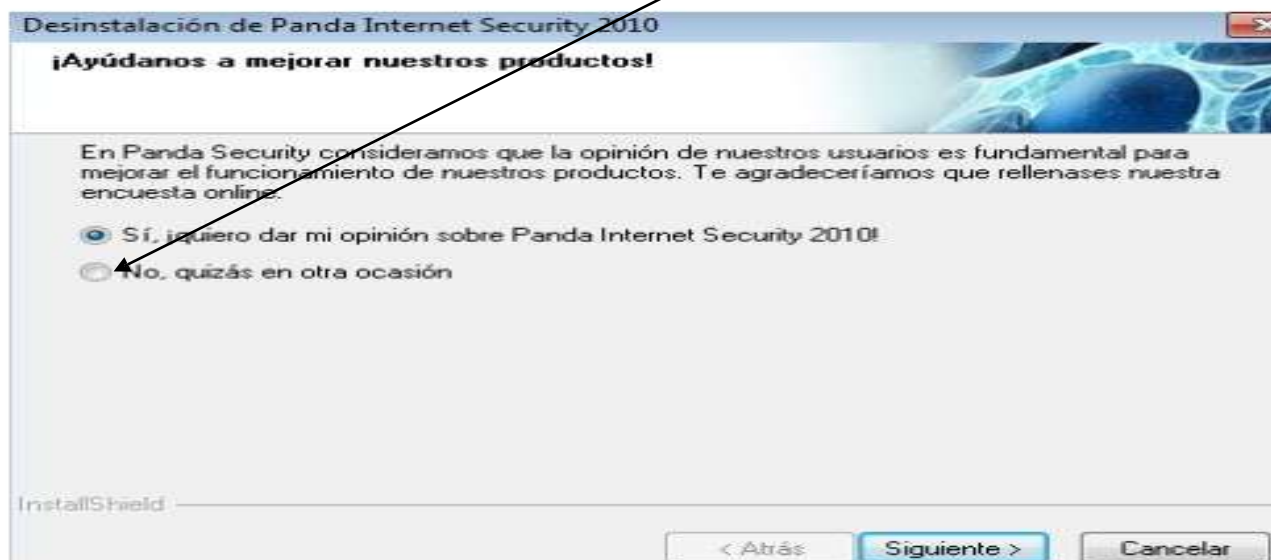 Desinstalación de Panda Internet Security 2010
¡Ayúdanos a mejorar nuestros productos!
En Panda Security consideramos que la opinión de nuestros usuarios es fundamental para
mejorar el funcionamiento de nuestros productos. Te agradeceríamos que rellenases nuestra
encuesta online.
Sí, ¡quiero dar mi opinión sobre Panda Internet Security 2010!
No, quizás en otra ocasión
InstallShield
< Atrás Siguiente > Cancelar